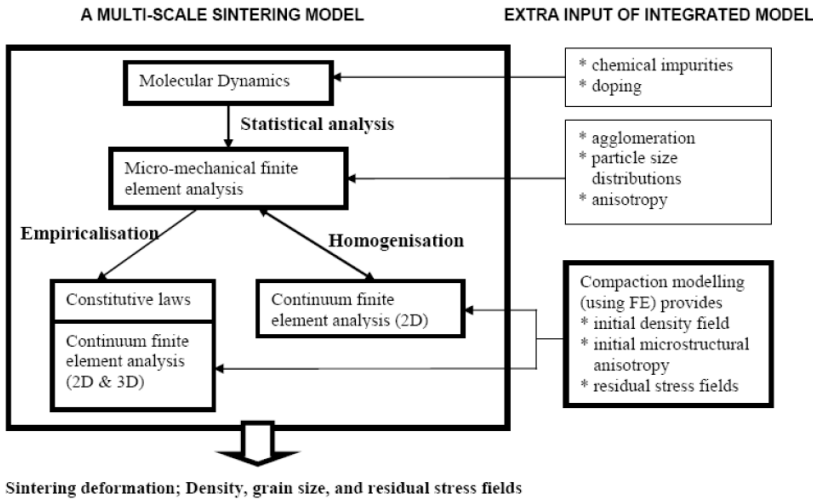 A MULTI-SCALE SINTERING MODEL
EXTRA INPUT OF INTEGRATED MODEL
Molecular Dynamics
* chemical impurities
* doping
Statistical analysis
Micro-mechanical finite
element analysis
* agglomeration
* particle size
distributions
* anisotropy
Empiricalisation
Homogenisation
Constitutive laws
Continuum finite
element analysis
(2D & 3D)
Continuum finite
element analysis (2D)
Compaction modelling
(using FE) provides
* initial density field
* initial microstructural
anisotropy
* residual stress fields
Sintering deformation; Density, grain size, and residual stress fields